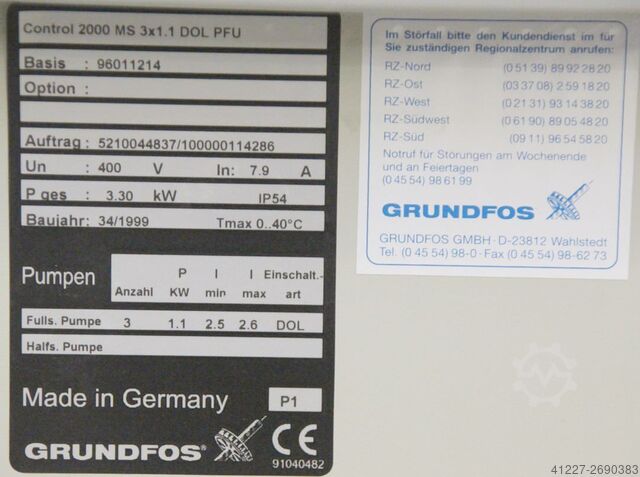 Control 2000 MS 3x1.1 DOL PFU
Basis : 96011214
Option :
Auftrag : 5210044837/100000114286
Un : 400 V In: 7.9 A
P ges : 3.30 kW IP54
Baujahr: 34/1999 Tmax 0..40°C
Pumpen
P I I Einschalt.-
Anzahl KW min max art
Fulls. Pumpe 3 1.1 2.5 2.6 DOL
Halfs. Pumpe
Made in Germany P1
GRUNDFOS® CE
91040482
Im Störfall bitte den Kundendienst im für
Sie zuständigen Regionalzentrum anrufen:
RZ-Nord (0 51 39) 89 92 28 20
RZ-Ost (03 37 08) 2 59 18 20
RZ-West (0 21 31) 93 14 38 20
RZ-Südwest (0 61 90) 89 05 48 20
RZ-Süd (09 11) 96 54 58 20
Notruf für Störungen am Wochenende
und an Feiertagen
(0 45 54) 98 61 99
GRUNDFOS
GRUNDFOS GMBH · D-23812 Wahlstedt
Tel. (0 45 54) 98-0 · Fax (0 45 54) 98-62 73
41227-2690383